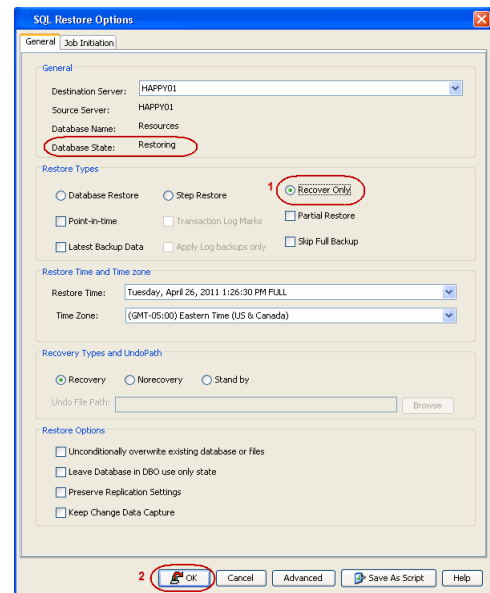 SQL Restore Options
General Job Initiation
General
Destination Server: HAPPY01
Source Server: HAPPY01
Database Name: Resources
Database State: Restoring
Restore Types
Database Restore Step Restore 1 Recover Only
Point-in-time Transaction Log Marks Partial Restore
Latest Backup Data Apply Log backups only Skip Full Backup
Restore Time and Time zone
Restore Time: Tuesday, April 26, 2011 1:26:30 PM FULL
Time Zone: (GMT-05:00) Eastern Time (US & Canada)
Recovery Types and UndoPath
Recovery Norecovery Stand by
Undo File Path: Browse
Restore Options
Unconditionally overwrite existing database or files
Leave Database in DBO use only state
Preserve Replication Settings
Keep Change Data Capture
2 OK Cancel Advanced Save As Script Help